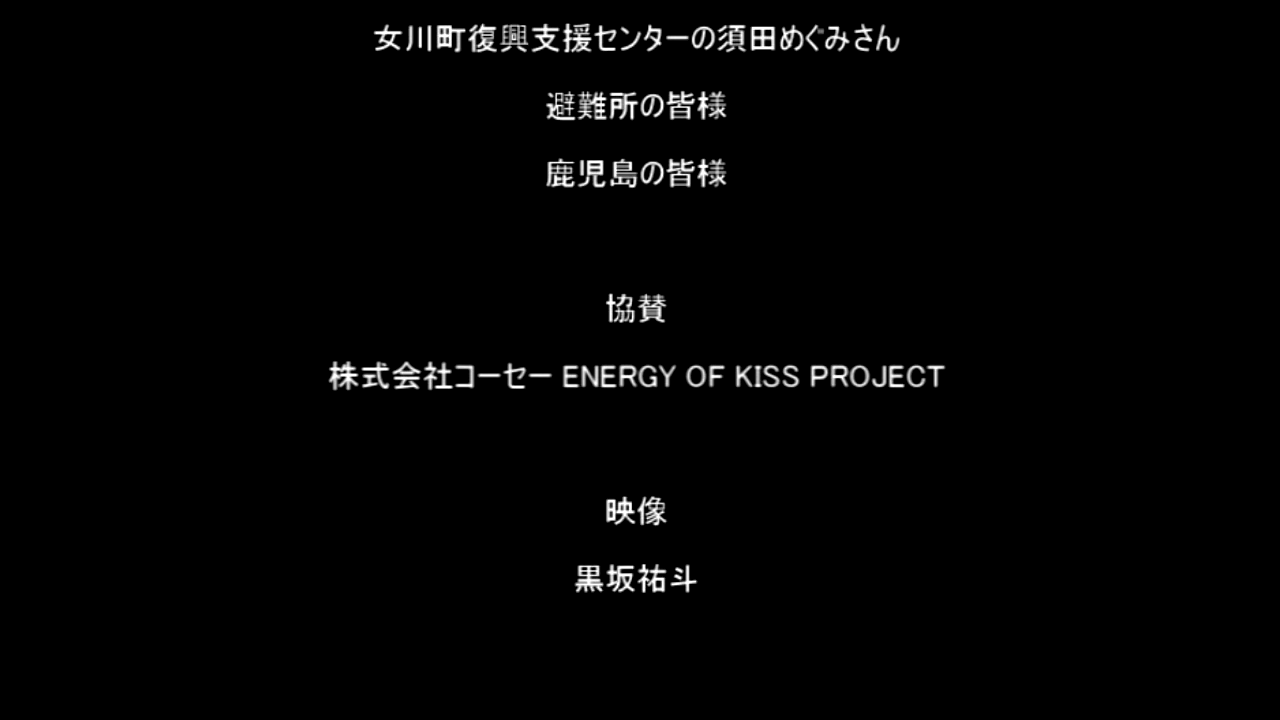 女川町復興支援センターの須田めぐみさん
避難所の皆様
鹿児島の皆様
協賛
株式会社コーセー ENERGY OF KISS PROJECT
映像
黒坂祐斗